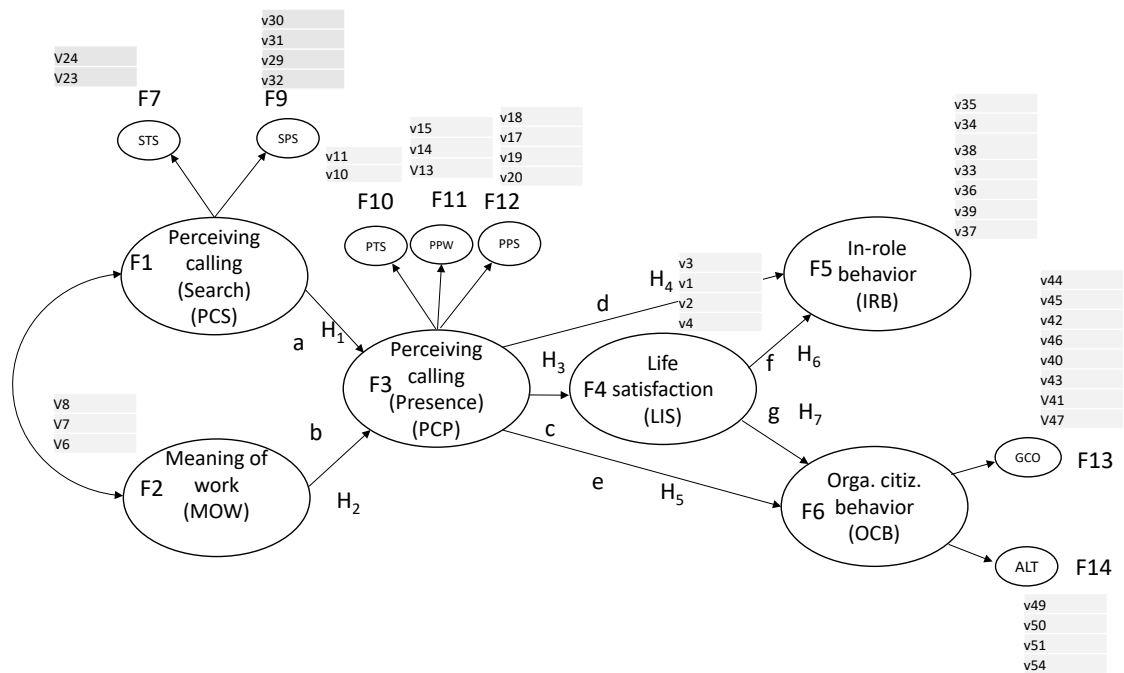 v30
v31
v29
v32
V24
V23
F7
F9
STS
SPS
v11
v10
v15
v14
V13
v18
v17
v19
v20
F10
F11
F12
PTS
PPW
PPS
v35
v34
v38
v33
v36
v39
v37
F1
Perceiving
calling
(Search)
(PCS)
a
H1
v3
v1
v2
v4
d
H4
F5
In-role
behavior
(IRB)
V8
V7
V6
F3
Perceiving
calling
(Presence)
(PCP)
H3
c
F4
Life
satisfaction
(LIS)
f
H6
g
H7
v44
v45
v42
v46
v40
v43
V41
V47
F2
Meaning of
work
(MOW)
b
H2
e
H5
F6
Orga. citiz.
behavior
(OCB)
GCO
F13
ALT
F14
v49
v50
v51
v54